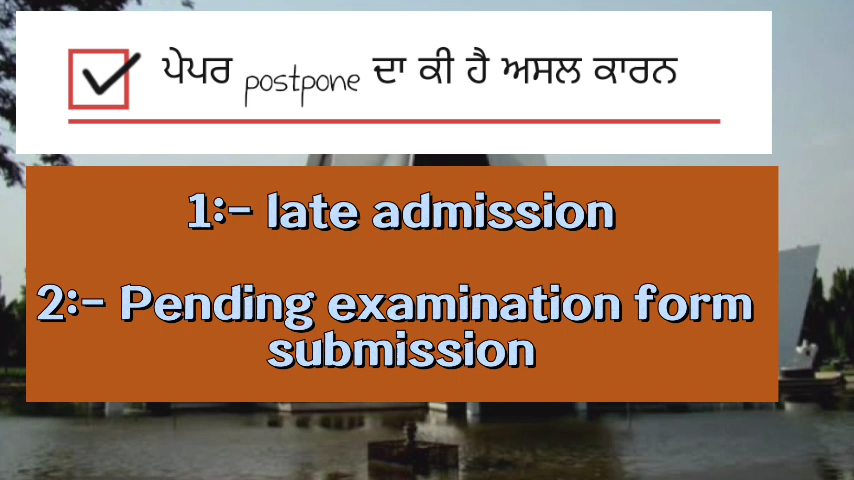 ਪੇਪਰ postpone ਦਾ ਕੀ ਹੈ ਅਸਲ ਕਾਰਨ
1:- late admission
2:- Pending examination form
submission